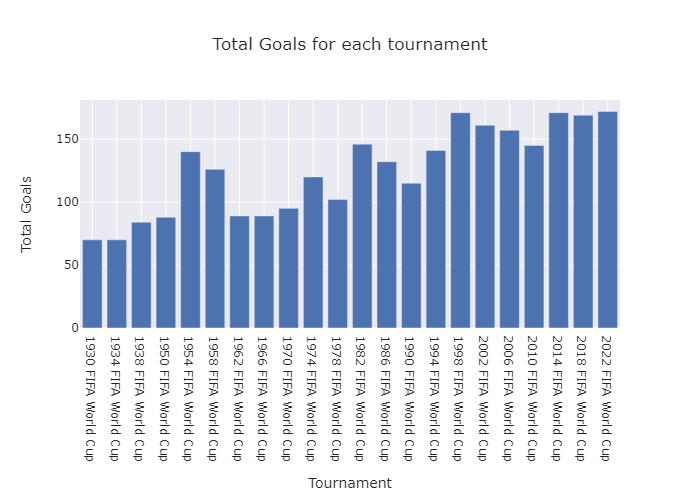 Total Goals for each tournament
Total Goals
150
100
50
0
1930 FIFA World Cup
1934 FIFA World Cup
1938 FIFA World Cup
1950 FIFA World Cup
1954 FIFA World Cup
1958 FIFA World Cup
1962 FIFA World Cup
1966 FIFA World Cup
1970 FIFA World Cup
1974 FIFA World Cup
1978 FIFA World Cup
1982 FIFA World Cup
1986 FIFA World Cup
1990 FIFA World Cup
1994 FIFA World Cup
1998 FIFA World Cup
2002 FIFA World Cup
2006 FIFA World Cup
2010 FIFA World Cup
2014 FIFA World Cup
2018 FIFA World Cup
2022 FIFA World Cup
Tournament